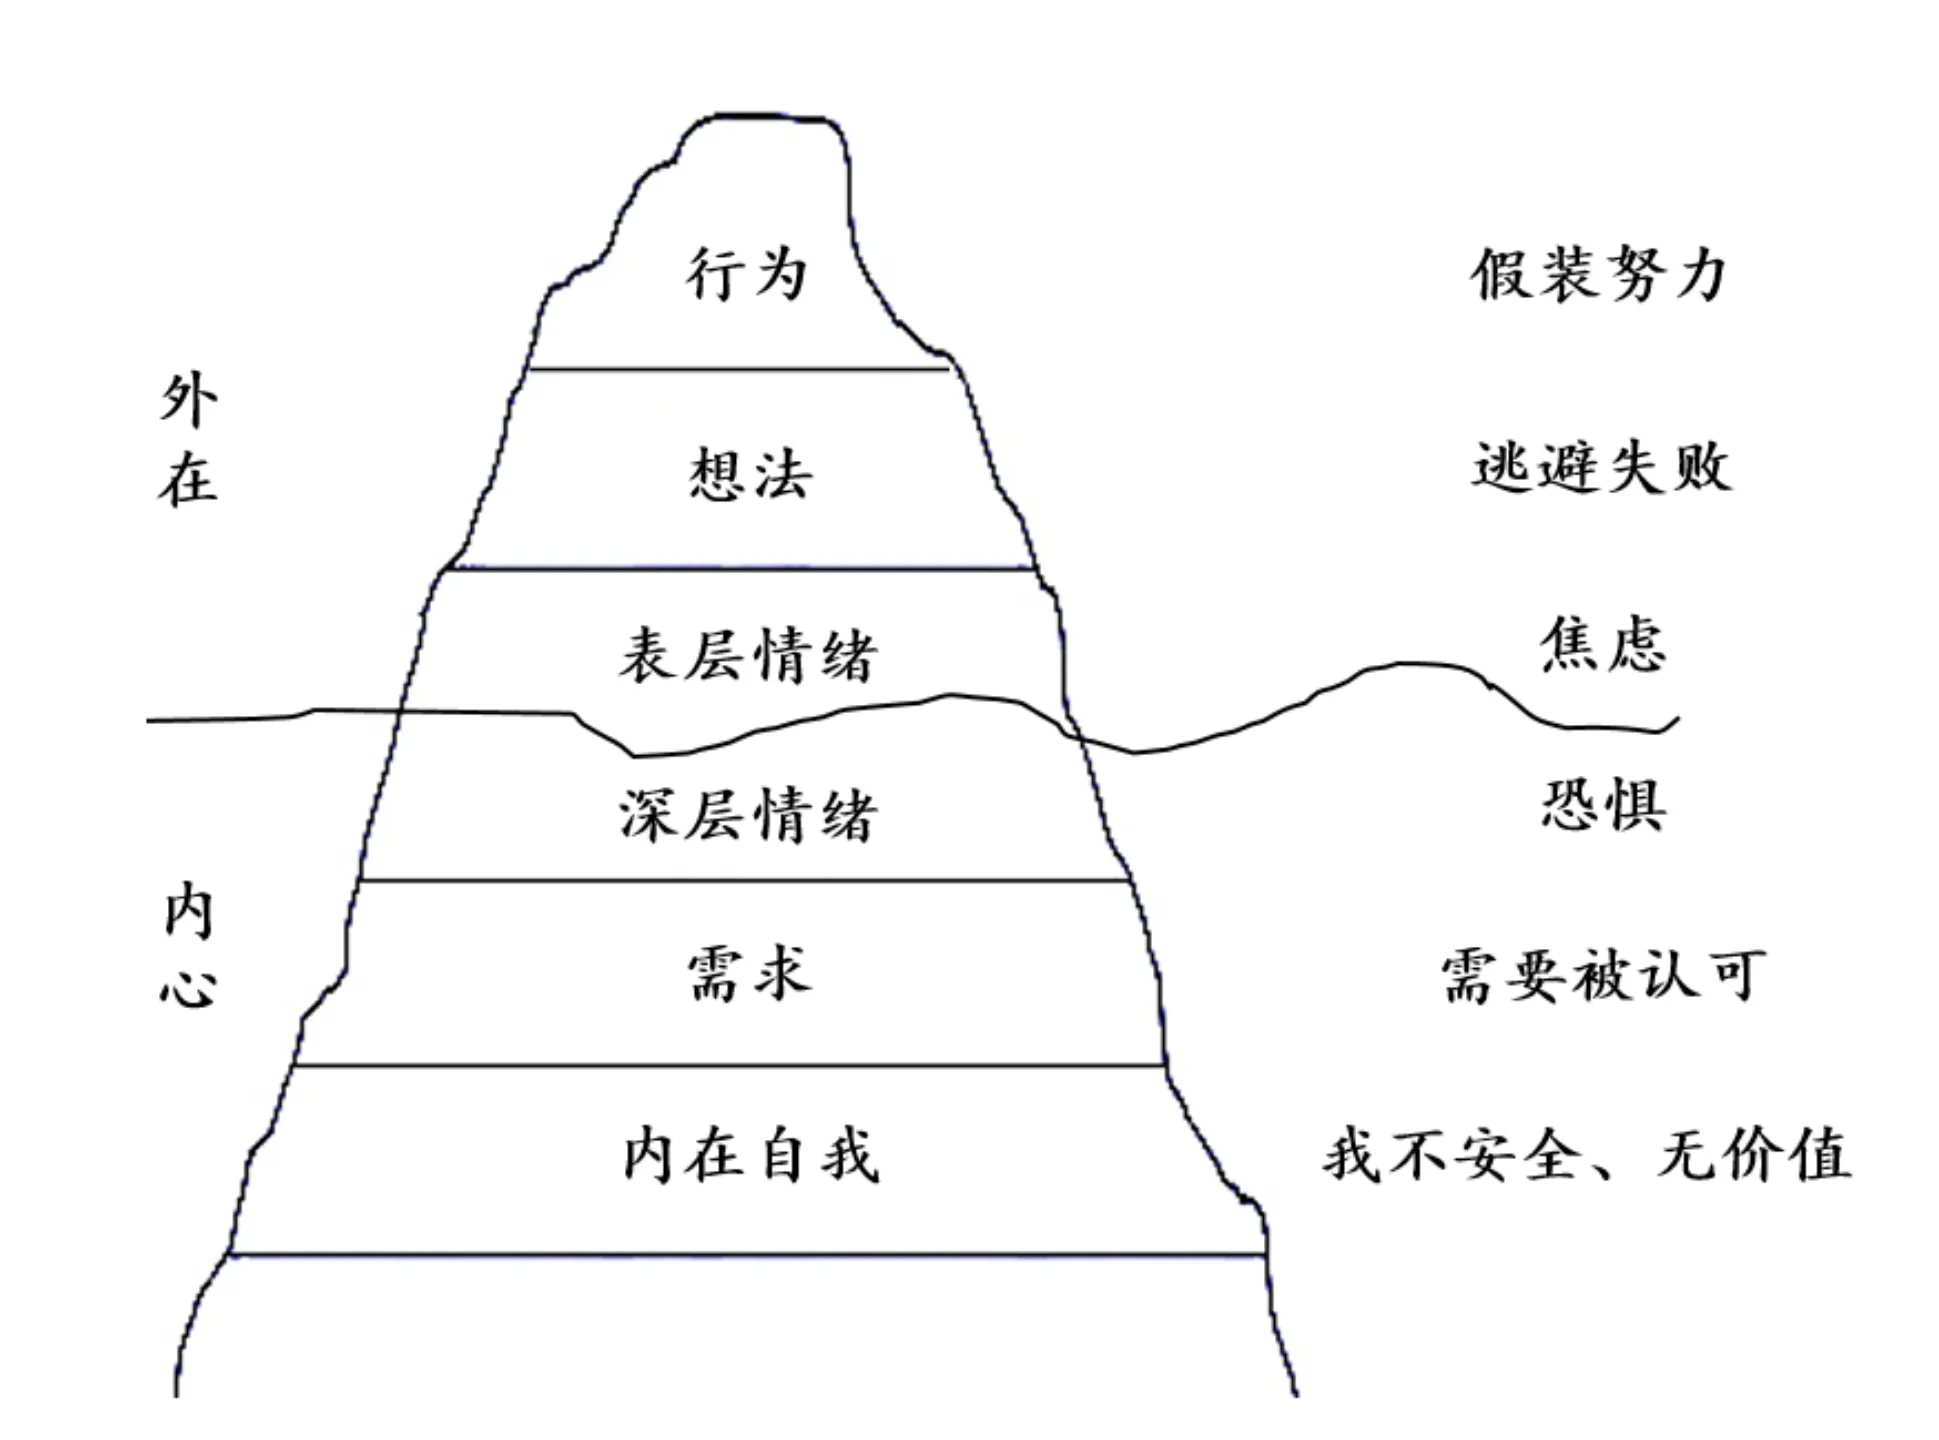 行为 假装努力
外在
想法 逃避失败
表层情绪 焦虑
深层情绪 恐惧
内心
需求 需要被认可
内在自我 我不安全、无价值